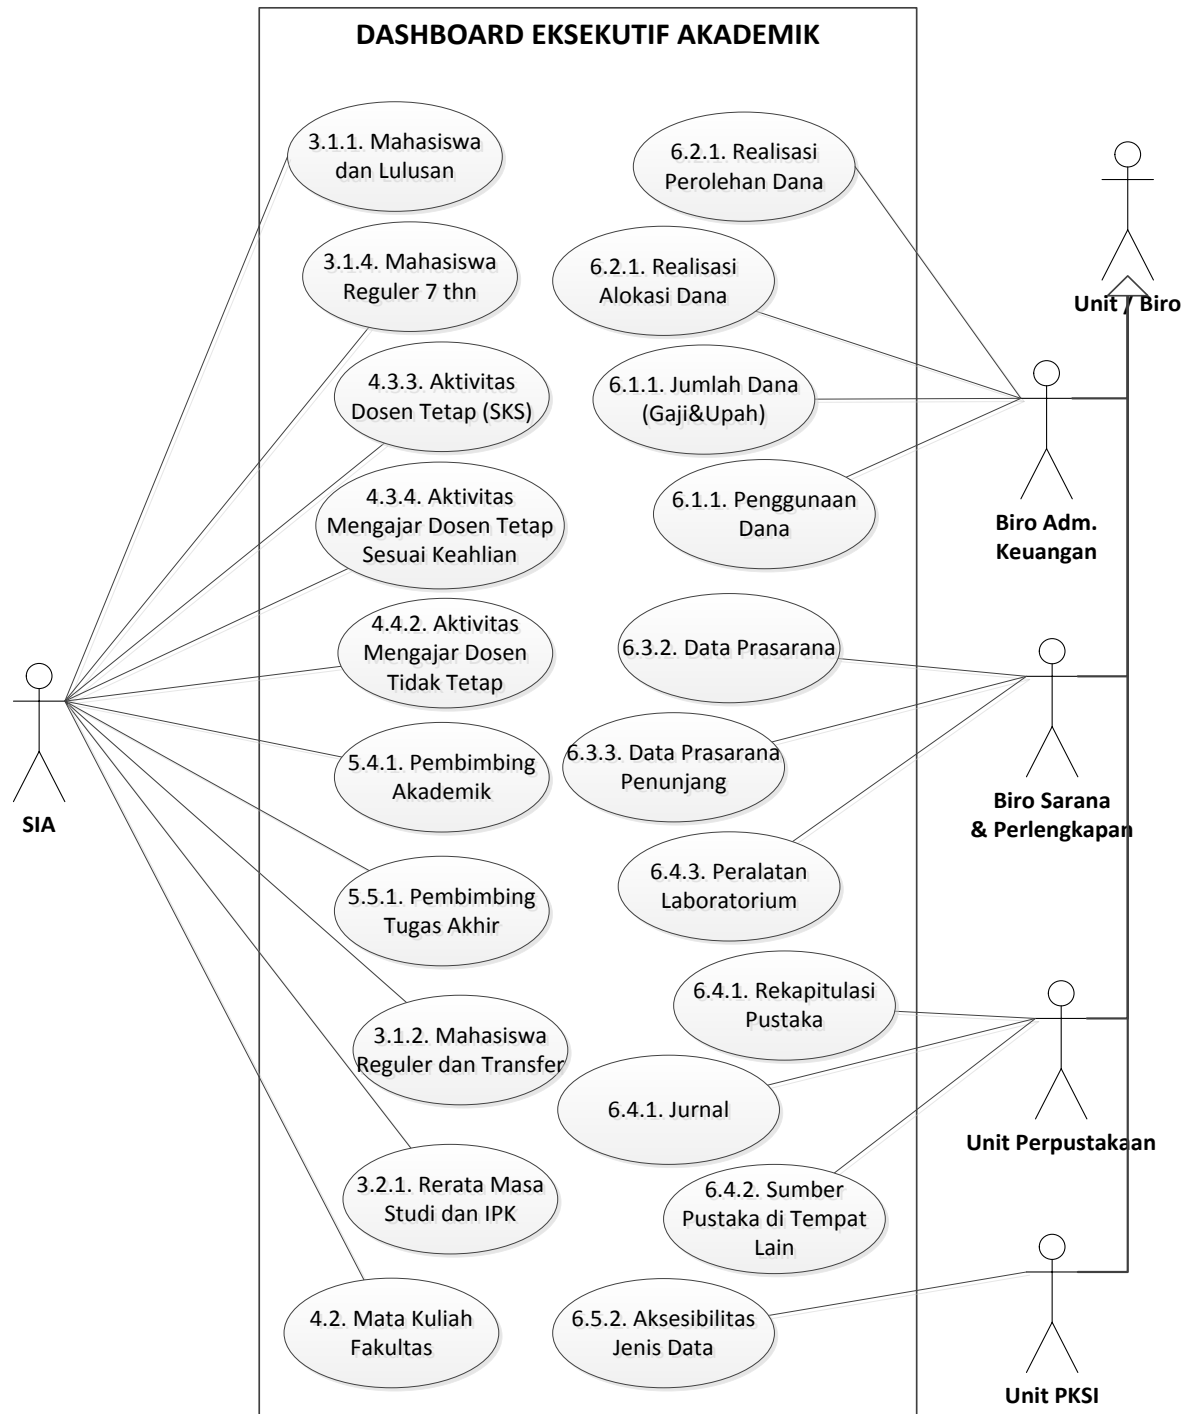 DASHBOARD EKSEKUTIF AKADEMIK
3.1.1. Mahasiswa
dan Lulusan
3.1.4. Mahasiswa
Reguler 7 thn
4.3.3. Aktivitas
Dosen Tetap (SKS)
4.3.4. Aktivitas
Mengajar Dosen Tetap
Sesuai Keahlian
4.4.2. Aktivitas
Mengajar Dosen
Tidak Tetap
5.4.1. Pembimbing
Akademik
5.5.1. Pembimbing
Tugas Akhir
3.1.2. Mahasiswa
Reguler dan Transfer
3.2.1. Rerata Masa
Studi dan IPK
4.2. Mata Kuliah
Fakultas
SIA
6.2.1. Realisasi
Perolehan Dana
6.2.1. Realisasi
Alokasi Dana
6.1.1. Jumlah Dana
(Gaji&Upah)
6.1.1. Penggunaan
Dana
6.3.2. Data Prasarana
6.3.3. Data Prasarana
Penunjang
6.4.3. Peralatan
Laboratorium
6.4.1. Rekapitulasi
Pustaka
6.4.1. Jurnal
6.4.2. Sumber
Pustaka di Tempat
Lain
6.5.2. Aksesibilitas
Jenis Data
Unit / Biro
Biro Adm.
Keuangan
Biro Sarana
& Perlengkapan
Unit Perpustakaan
Unit PKSI